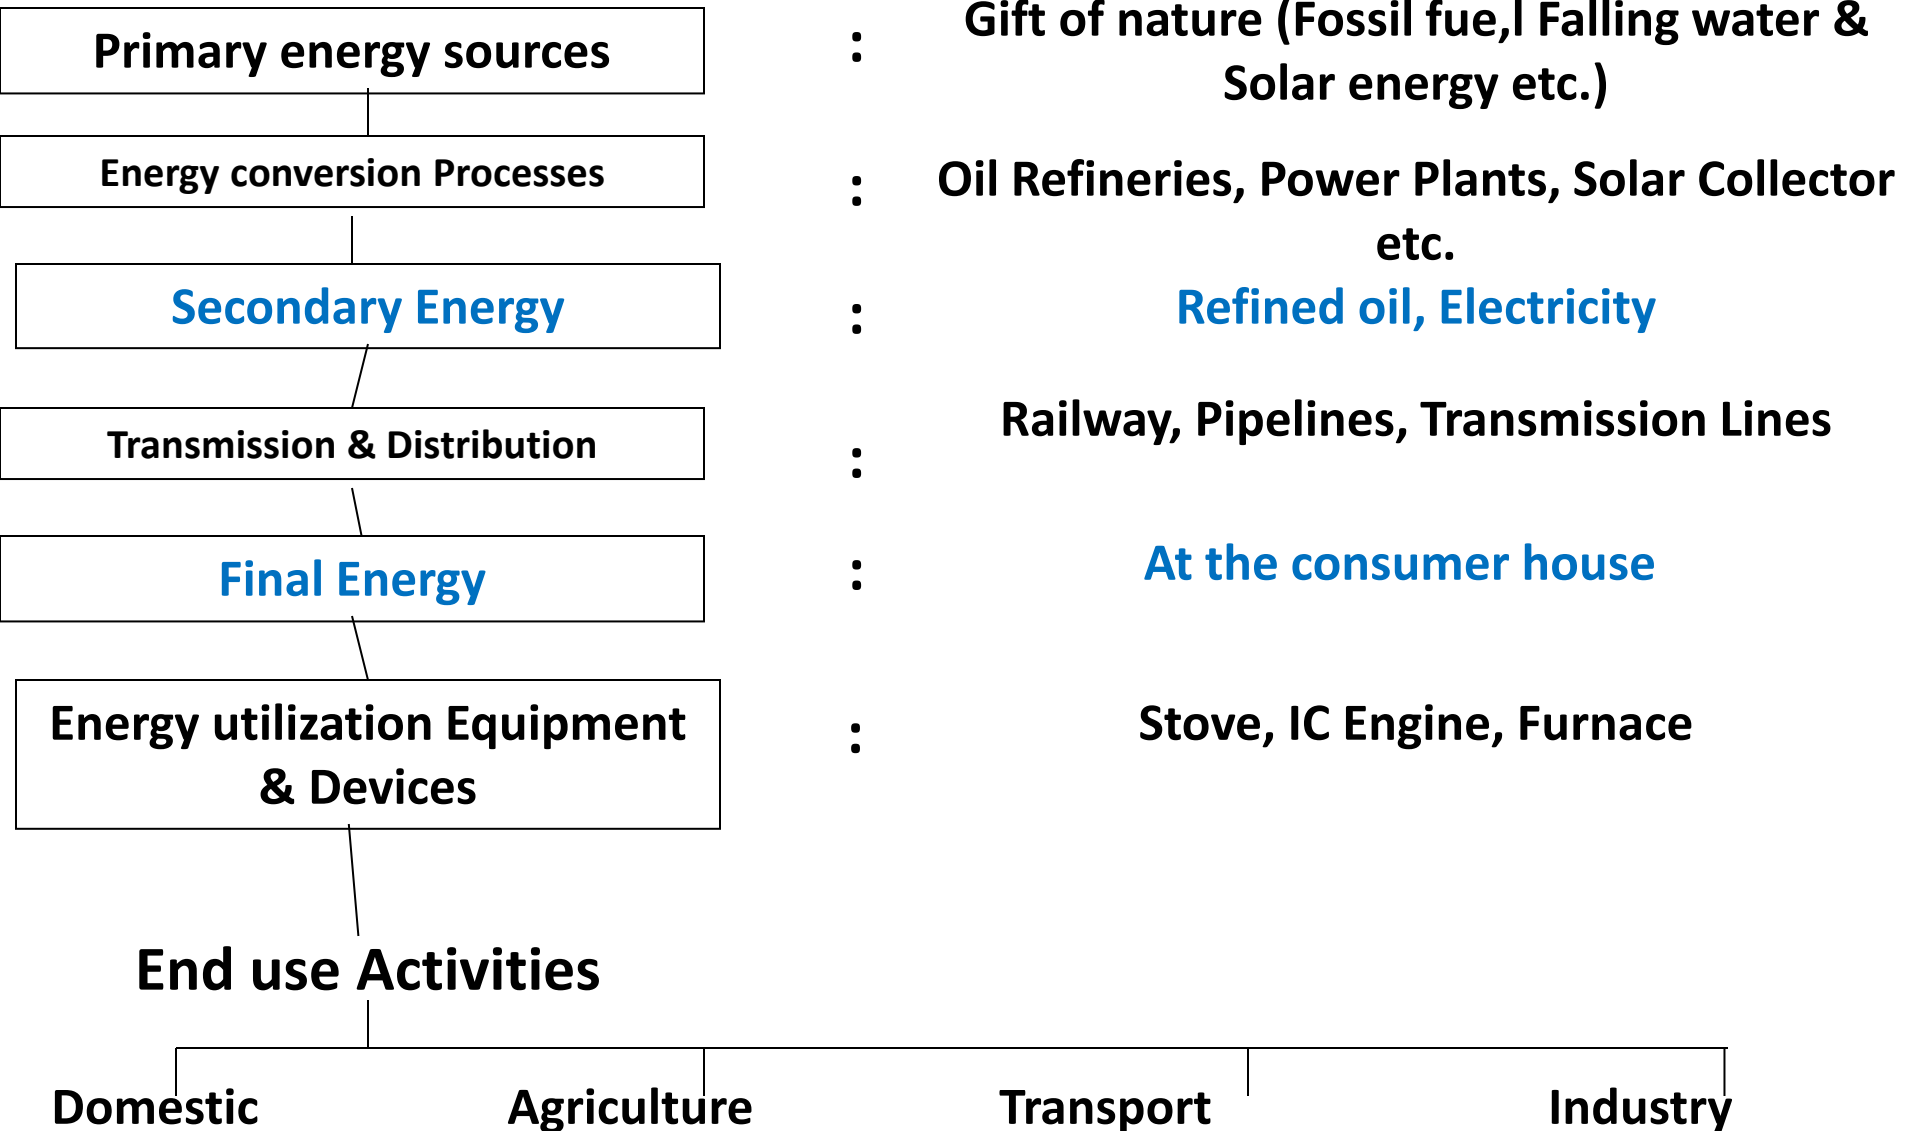 Primary energy sources : Gift of nature (Fossil fue,l Falling water &
Solar energy etc.)
Energy conversion Processes : Oil Refineries, Power Plants, Solar Collector
etc.
Secondary Energy : Refined oil, Electricity
Transmission & Distribution : Railway, Pipelines, Transmission Lines
Final Energy : At the consumer house
Energy utilization Equipment : Stove, IC Engine, Furnace
& Devices
End use Activities
Domestic Agriculture Transport Industry